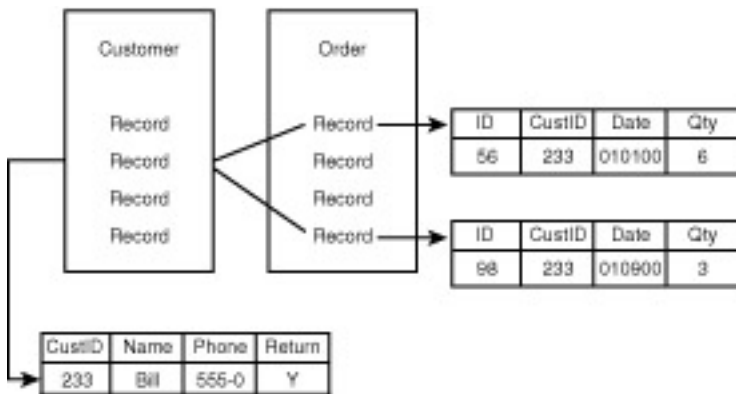 Customer
Order
Record
Record
Record
Record
Record
Record
Record
Record
ID CustID Date Qty
56 233 010100 6
ID CustID Date Qty
98 233 010900 3
CustID Name Phone Return
233 Bill 555-0 Y